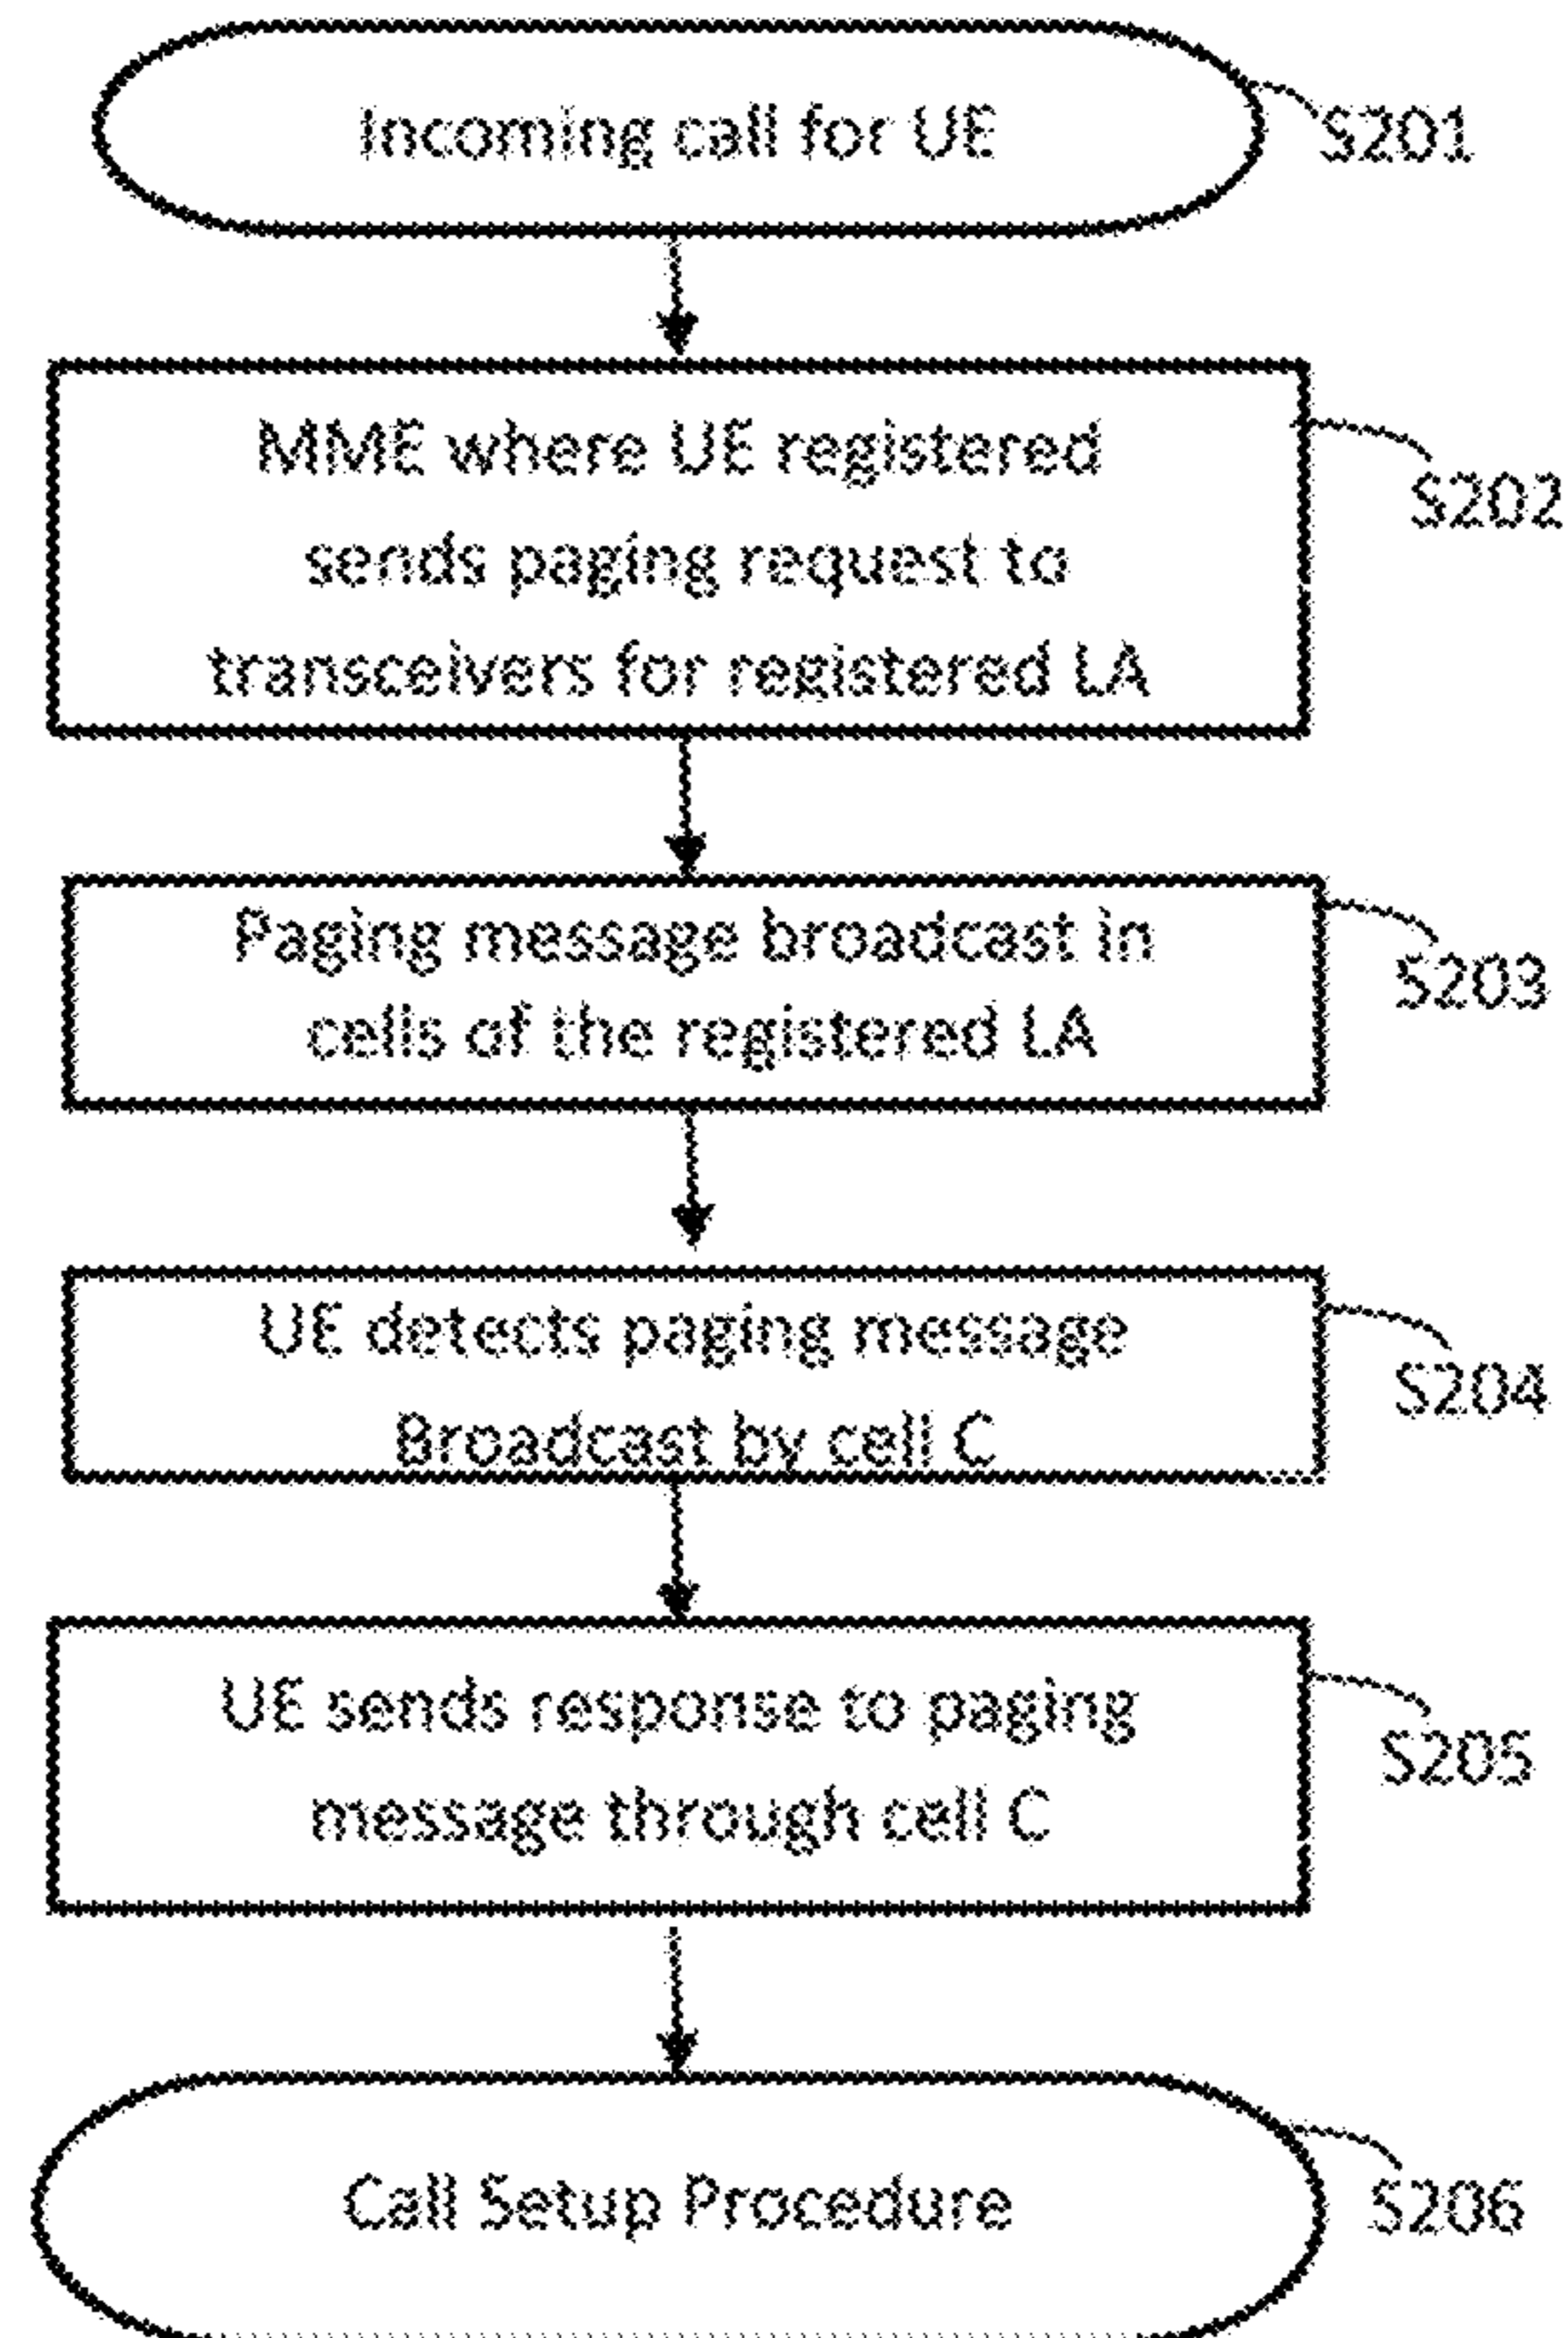 Incoming call for UE
S201
MME where UE registered
sends paging request to
transceivers for registered LA
S202
Paging message broadcast in
cells of the registered LA
S203
UE detects paging message
Broadcast by cell C
S204
UE sends response to paging
message through cell C
S205
Call Setup Procedure
S206